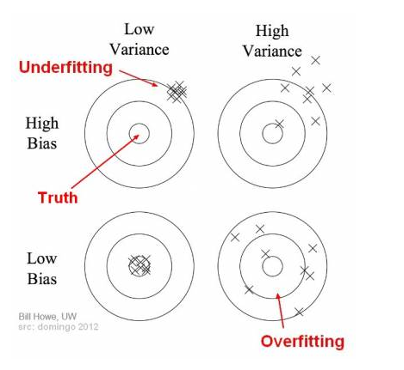 Low
Variance
High
Variance
Underfitting
High
Bias
Truth
Low
Bias
Bill Howe, UW
src: domingo 2012
Overfitting